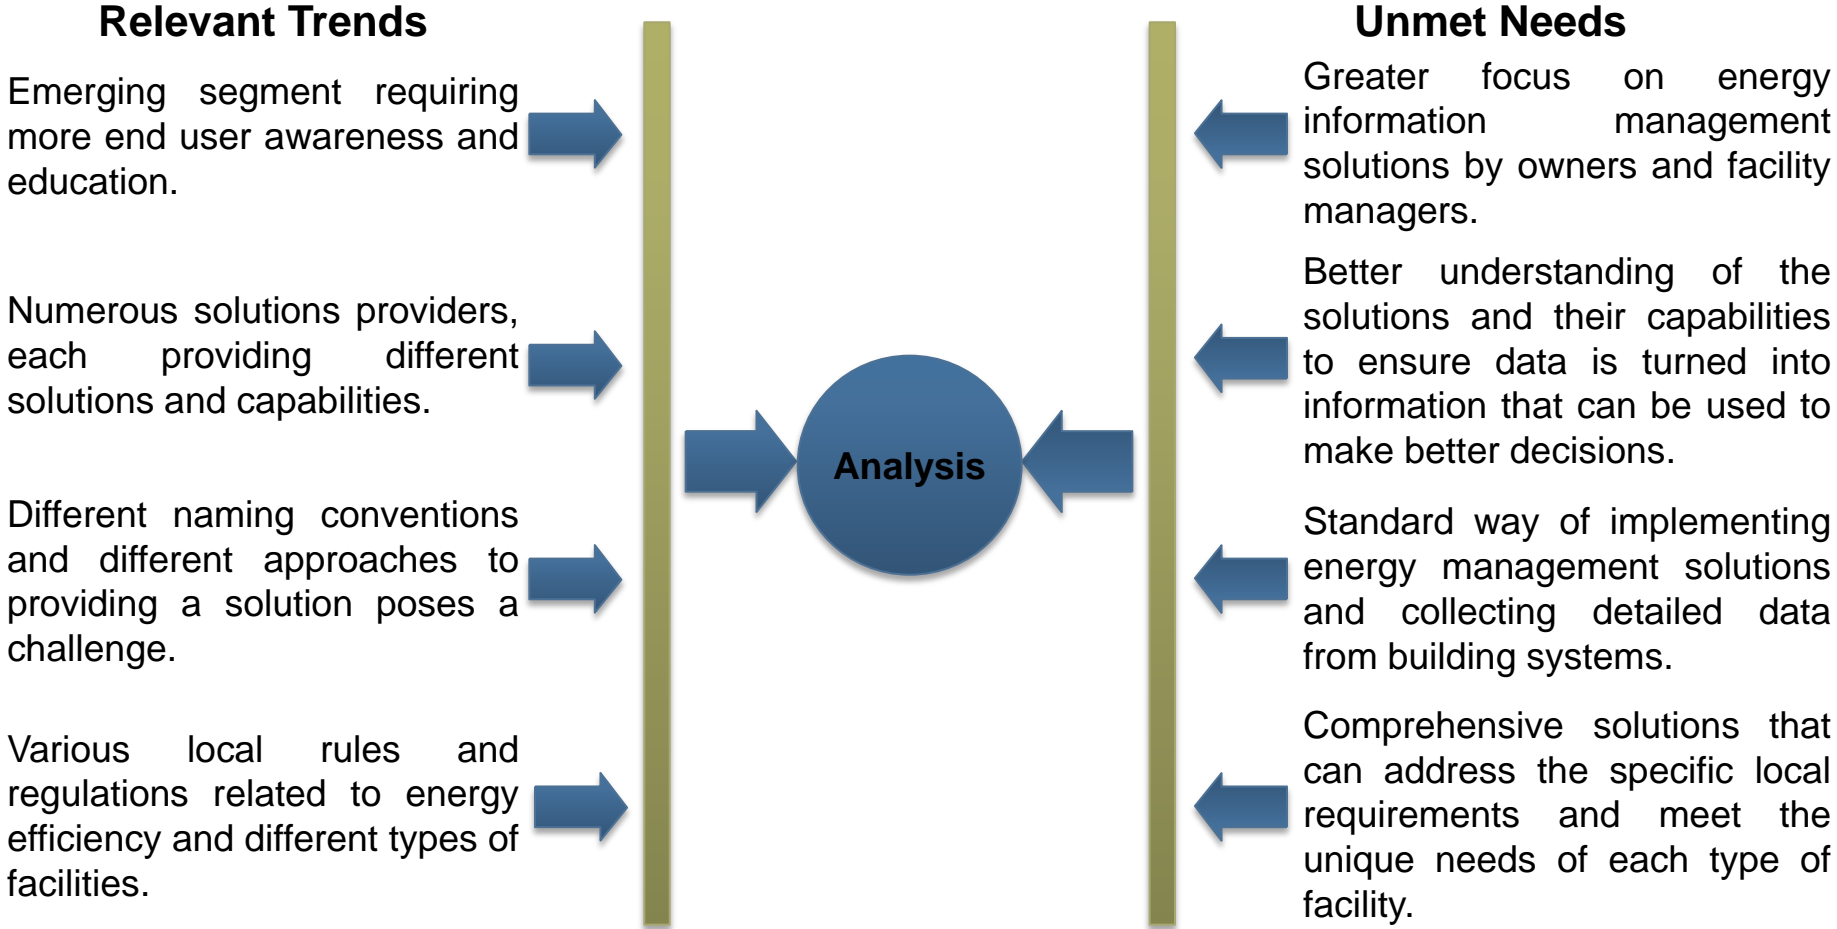 Relevant Trends
Emerging segment requiring
more end user awareness and
education.
Numerous solutions providers,
each providing different
solutions and capabilities.
Different naming conventions
and different approaches to
providing a solution poses a
challenge.
Various local rules and
regulations related to energy
efficiency and different types of
facilities.
Analysis
Unmet Needs
Greater focus on energy
information management
solutions by owners and facility
managers.
Better understanding of the
solutions and their capabilities
to ensure data is turned into
information that can be used to
make better decisions.
Standard way of implementing
energy management solutions
and collecting detailed data
from building systems.
Comprehensive solutions that
can address the specific local
requirements and meet the
unique needs of each type of
facility.